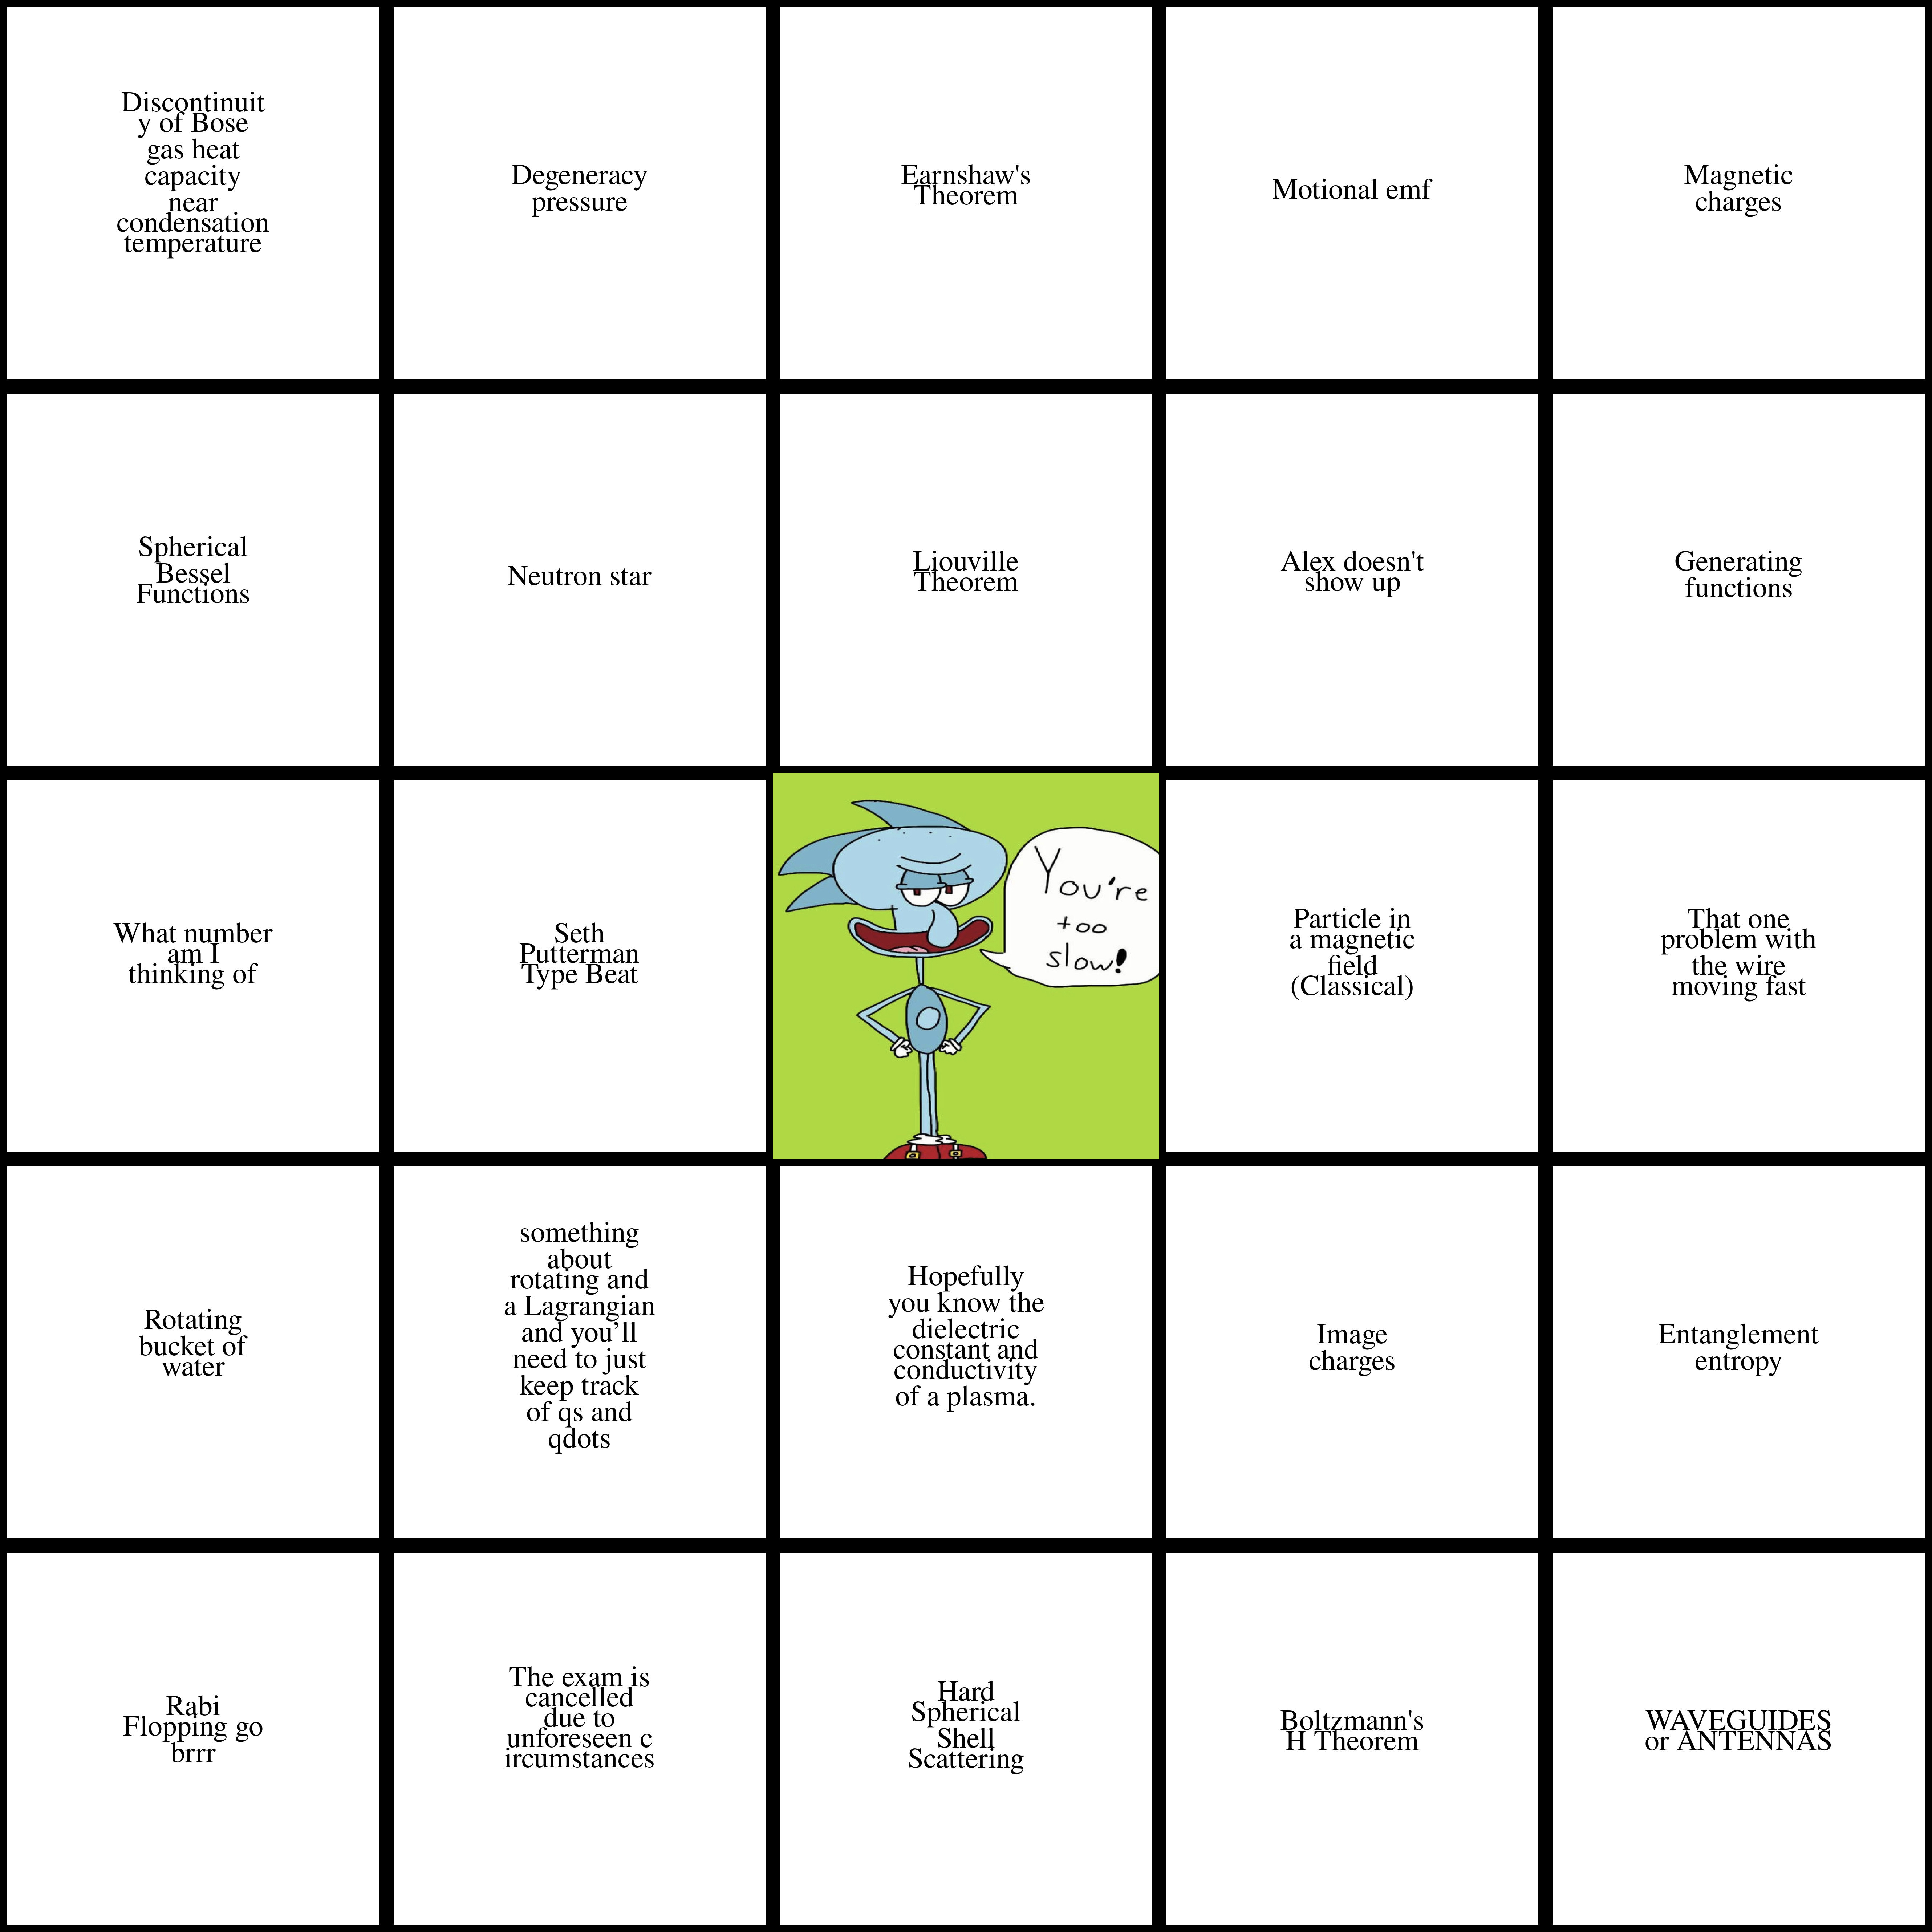 Discontinuit
y of Bose
gas heat
capacity
near
condensation
temperature
Degeneracy
pressure
Earnshaw's
Theorem
Motional emf
Magnetic
charges
Spherical
Bessel
Functions
Neutron star
Liouville
Theorem
Alex doesn't
show up
Generating
functions
What number
am I
thinking of
Seth
Putterman
Type Beat
You're
too
slow!
Particle in
a magnetic
field
(Classical)
That one
problem with
the wire
moving fast
Rotating
bucket of
water
something
about
rotating and
a Lagrangian
and you’ll
need to just
keep track
of qs and
qdots
Hopefully
you know the
dielectric
constant and
conductivity
of a plasma.
Image
charges
Entanglement
entropy
Rabi
Flopping go
brrr
The exam is
cancelled
due to
unforeseen c
ircumstances
Hard
Spherical
Shell
Scattering
Boltzmann's
H Theorem
WAVEGUIDES
or ANTENNAS